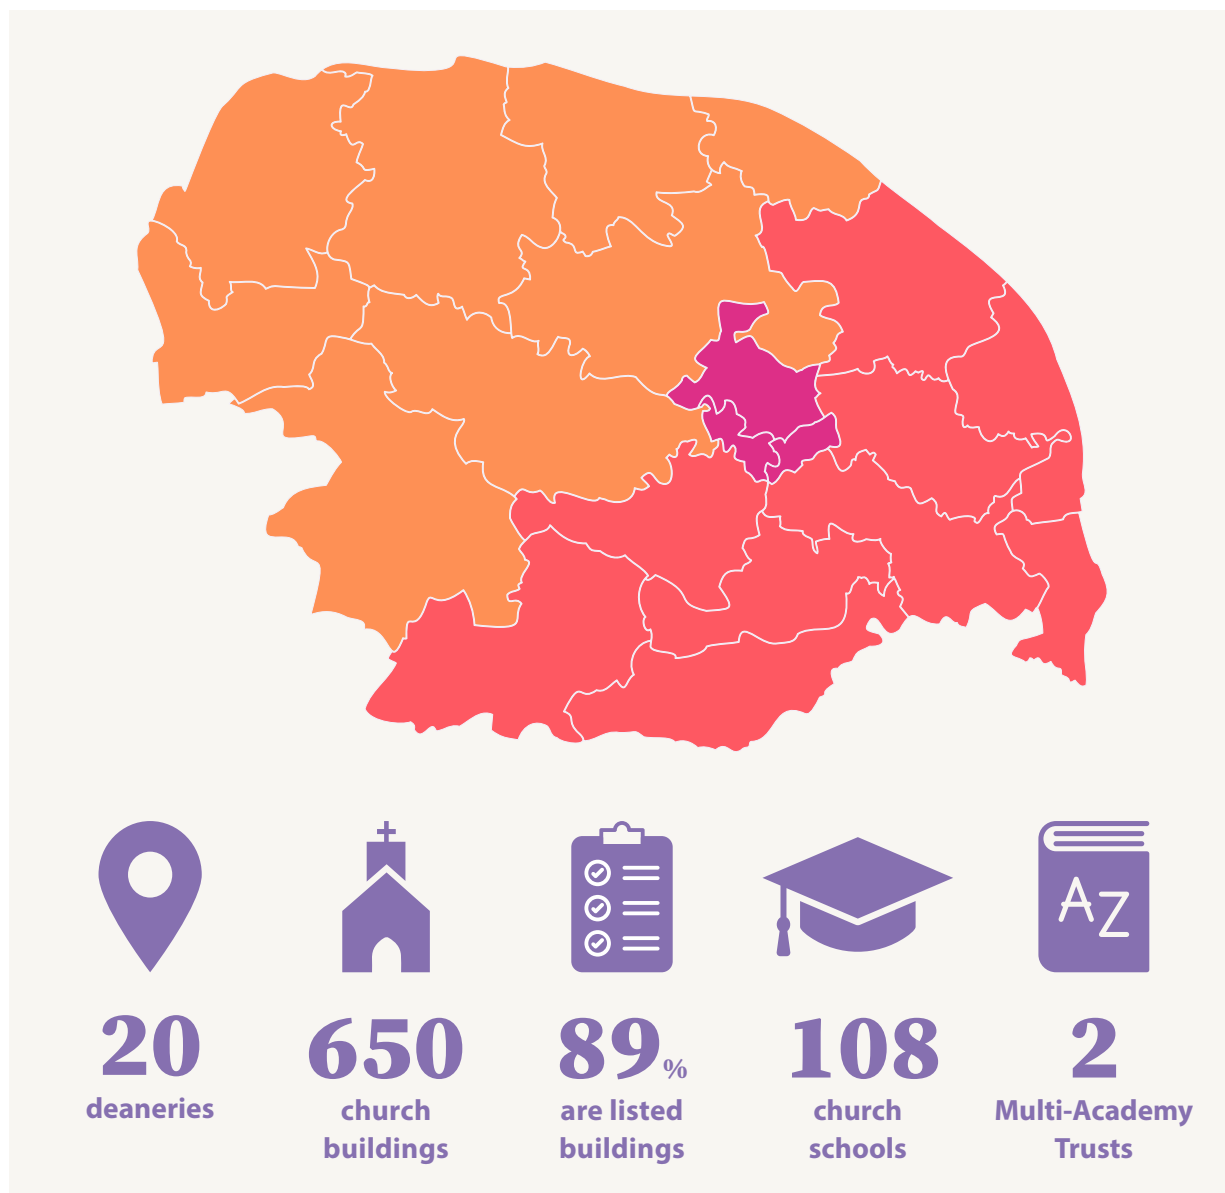 AZ
20
deaneries
650
church
buildings
89%
are listed
buildings
108
church
schools
2
Multi-Academy
Trusts